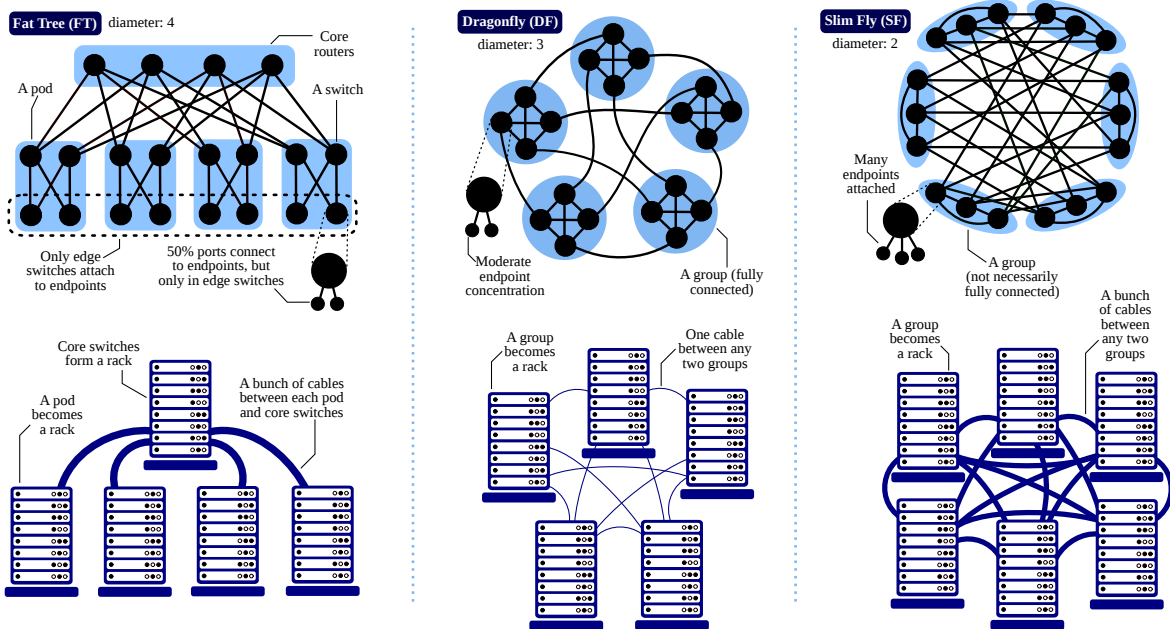 Fat Tree (FT)
diameter: 4
Core
routers
A pod
A switch
Only edge
switches attach
to endpoints
50% ports connect
to endpoints, but
only in edge switches
Core switches
form a rack
A pod
becomes
a rack
A bunch of cables
between each pod
and core switches
Dragonfly (DF)
diameter: 3
Moderate
endpoint
concentration
A group (fully
connected)
A group
becomes
a rack
One cable
between any
two groups
Slim Fly (SF)
diameter: 2
Many
endpoints
attached
A group
(not necessarily
fully connected)
A group
becomes
a rack
A bunch
of cables
between
any two
groups